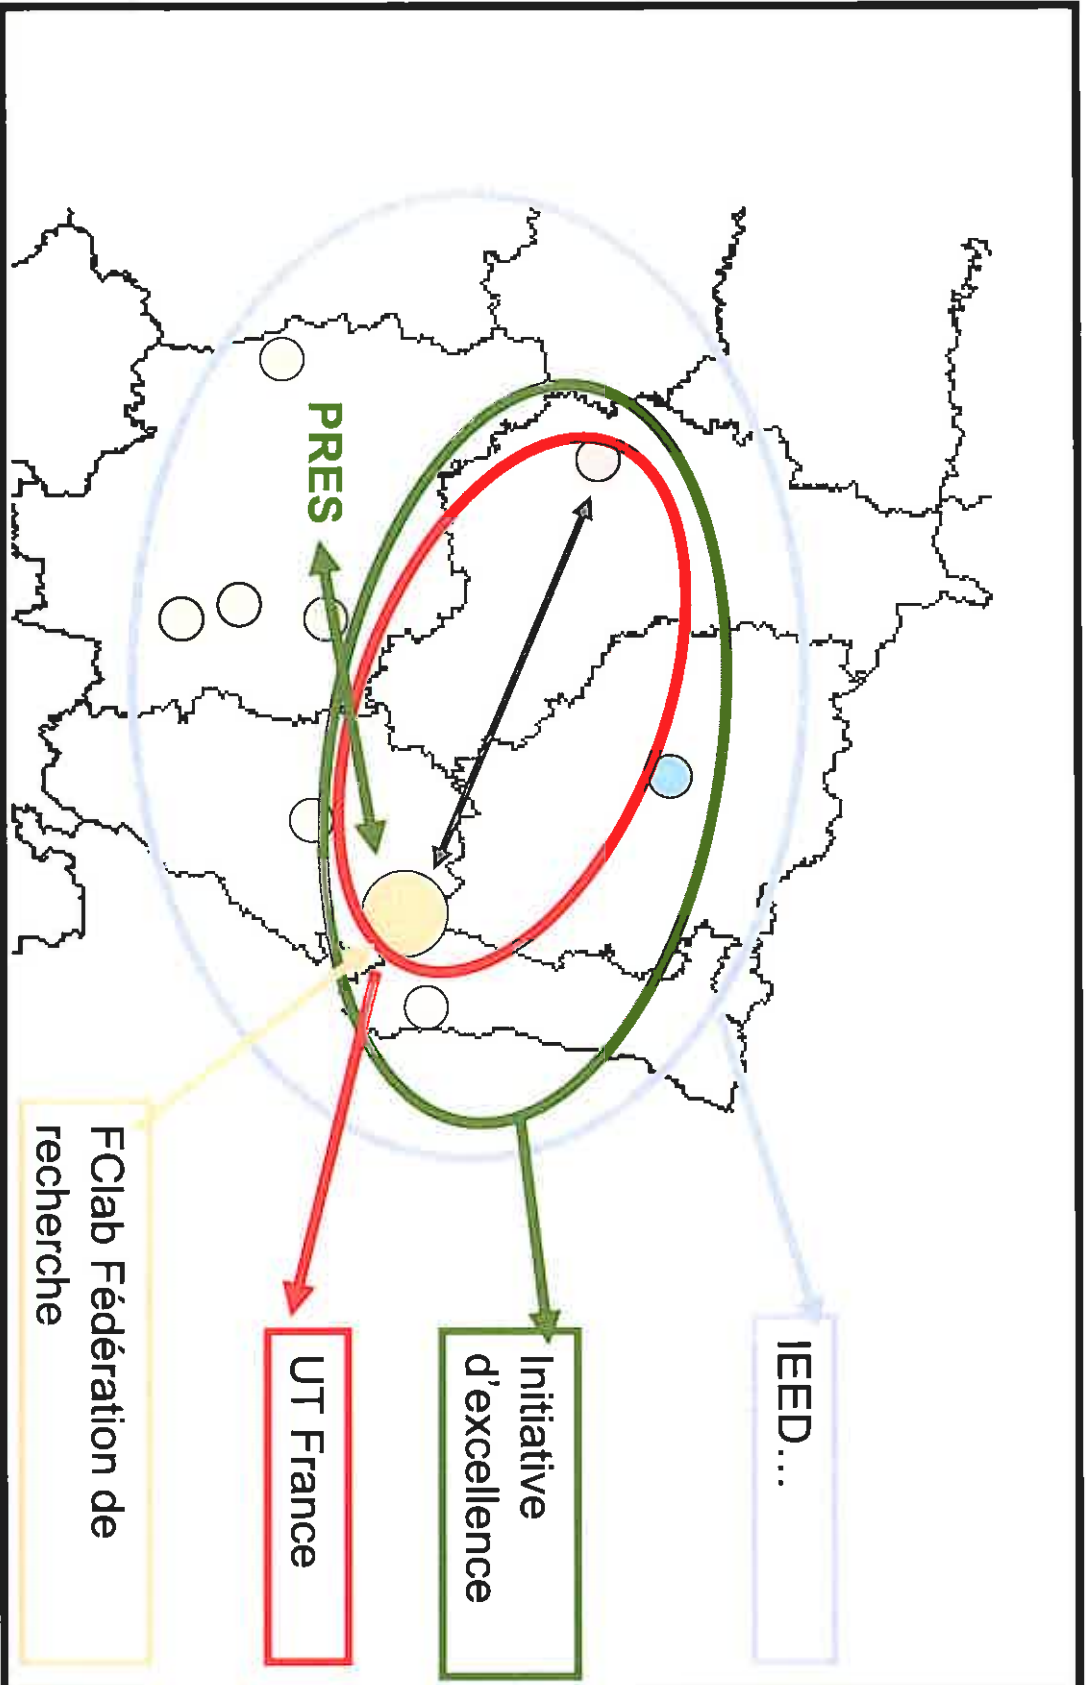 IEED...
Initiative
d'excellence
PRES
UT France
FClab Fédération de
recherche